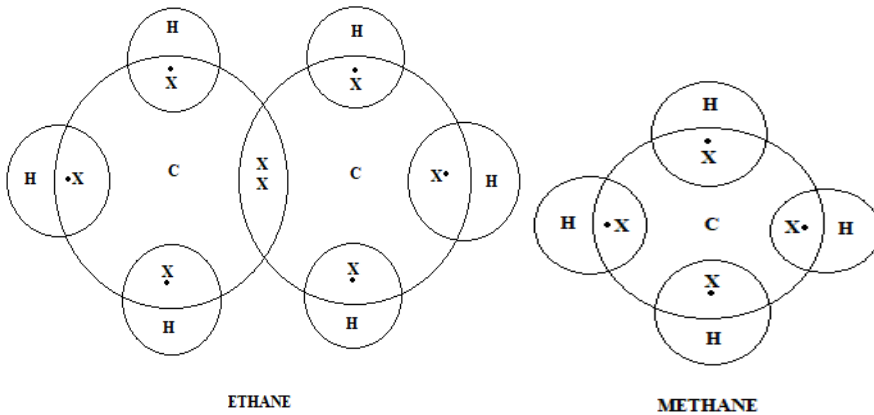 H H
X X
H X C X X C X H
X X
H H
ETHANE
H
X
H X C X H
X
H
METHANE